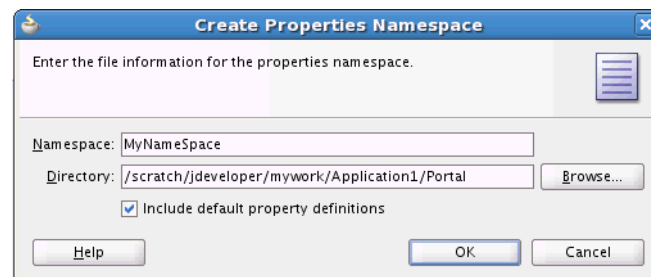 Create Properties Namespace
Enter the file information for the properties namespace.
Namespace: MyNameSpace
Directory: /scratch/jdeveloper/mywork/Application1/Portal Browse...
Include default property definitions
Help OK Cancel